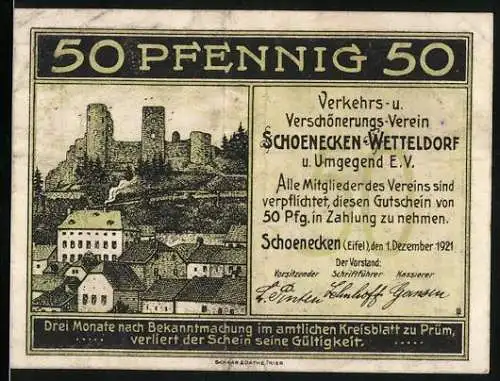 50 PFENNIG 50
Verkehrs- u.
Verschönerungs-Verein
SCHOENECKEN-WETTELDORF
u. Umgegend E.V.
Alle Mitglieder des Vereins sind
verpflichtet, diesen Gutschein von
50 Pfg. in Zahlung zu nehmen.
Schoenecken (Eifel), den 1. Dezember 1921
Der Vorstand:
Vorsitzender Schriftführer Kassierer
Drei Monate nach Bekanntmachung im amtlichen Kreisblatt zu Prüm,
verliert der Schein seine Gültigkeit.